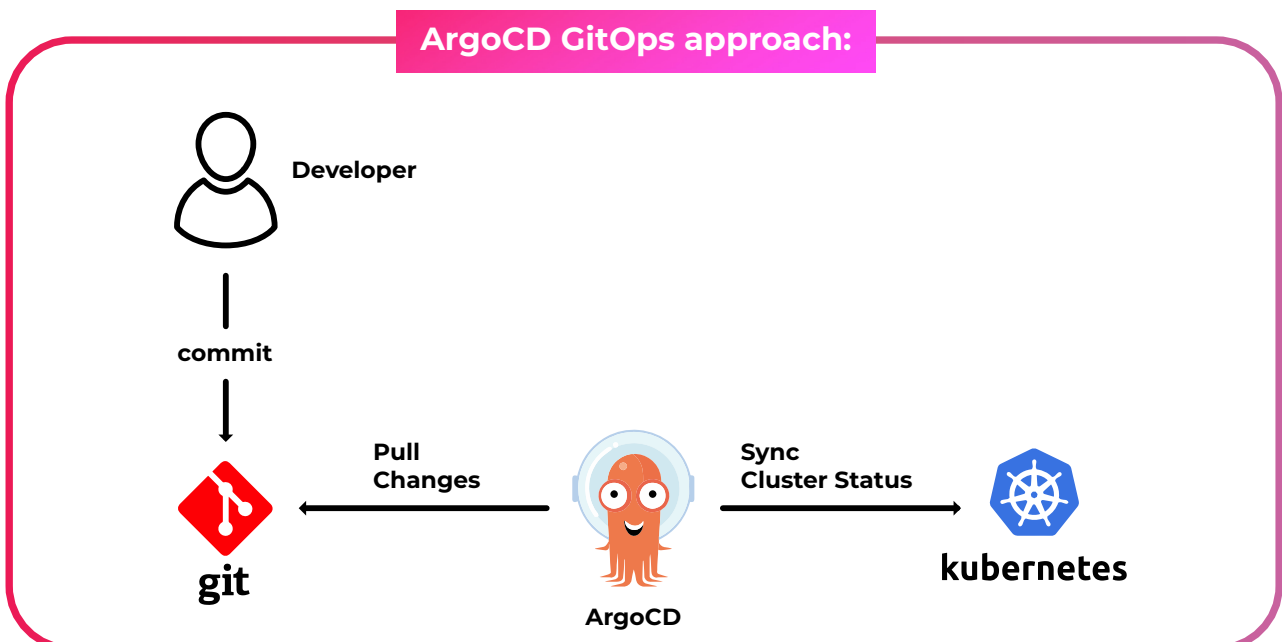 ArgoCD GitOps approach:
Developer
commit
Pull
Changes
Sync
Cluster Status
git
kubernetes
ArgoCD